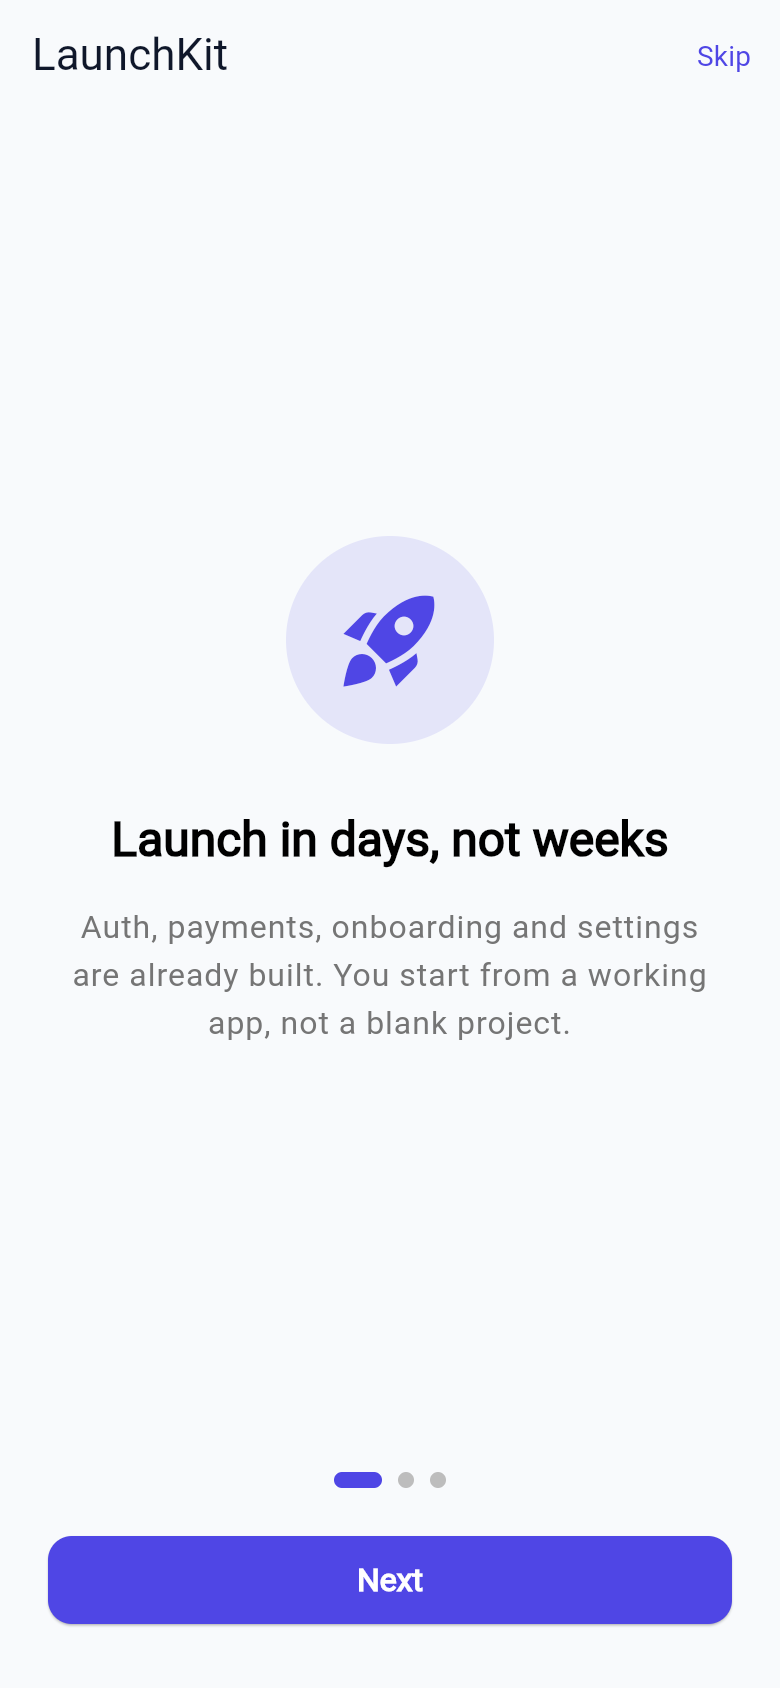 LaunchKit
Skip
Launch in days, not weeks
Auth, payments, onboarding and settings
are already built. You start from a working
app, not a blank project.
Next